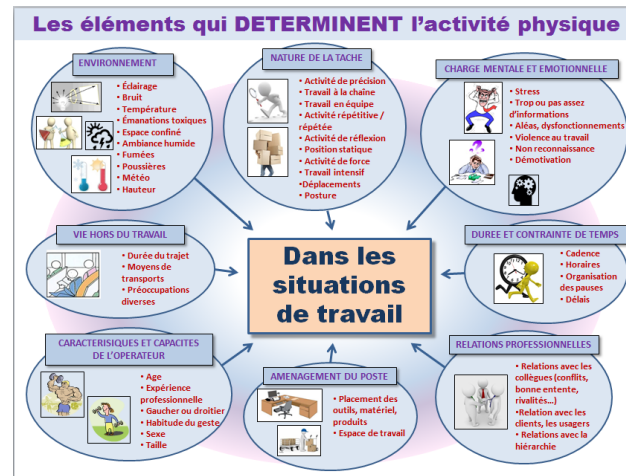 Les éléments qui DETERMINENT l'activité physique
ENVIRONNEMENT
• Éclairage
• Bruit
• Température
• Émanations toxiques
• Espace confiné
• Ambiance humide
• Fumées
• Poussières
• Météo
• Hauteur
NATURE DE LA TACHE
• Activité de précision
• Travail à la chaîne
• Travail en équipe
• Activité répétitive /
répétée
• Activité de réflexion
• Position statique
• Activité de force
• Travail intensif
•Déplacements
• Posture
CHARGE MENTALE ET EMOTIONNELLE
• Stress
• Trop ou pas assez
d'informations
• Aléas, dysfonctionnements
• Violence au travail
• Non reconnaissance
• Démotivation
VIE HORS DU TRAVAIL
• Durée du trajet
• Moyens de
transports
• Préoccupations
diverses
Dans les
situations
de travail
DUREE ET CONTRAINTE DE TEMPS
• Cadence
• Horaires
• Organisation
des pauses
• Délais
CARACTERISIQUES ET CAPACITES
DE L'OPERATEUR
• Age
• Expérience
professionnelle
• Gaucher ou droitier
• Habitude du geste
• Sexe
• Taille
AMENAGEMENT DU POSTE
• Placement des
outils, matériel,
produits
• Espace de travail
RELATIONS PROFESSIONNELLES
• Relations avec les
collègues (conflits,
bonne entente,
rivalités...)
•Relation avec les
clients, les usagers
• Relations avec la
hiérarchie